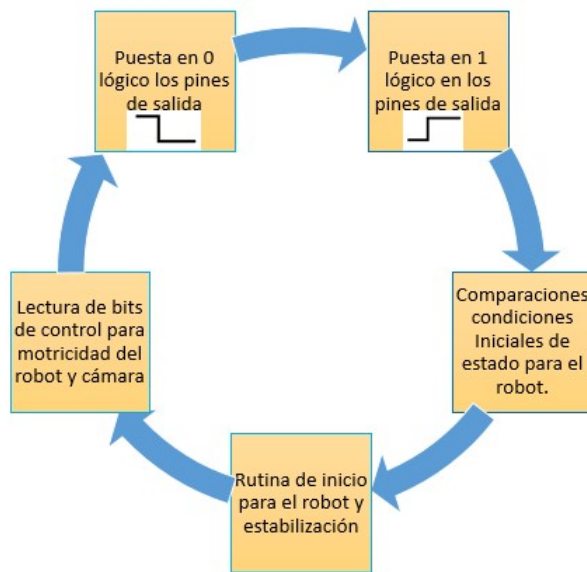 Puesta en 0
lógico los pines
de salida
Puesta en 1
lógico en los
pines de salida
Comparaciones
condiciones
Iniciales de
estado para el
robot.
Rutina de inicio
para el robot y
estabilización
Lectura de bits
de control para
motricidad del
robot y cámara